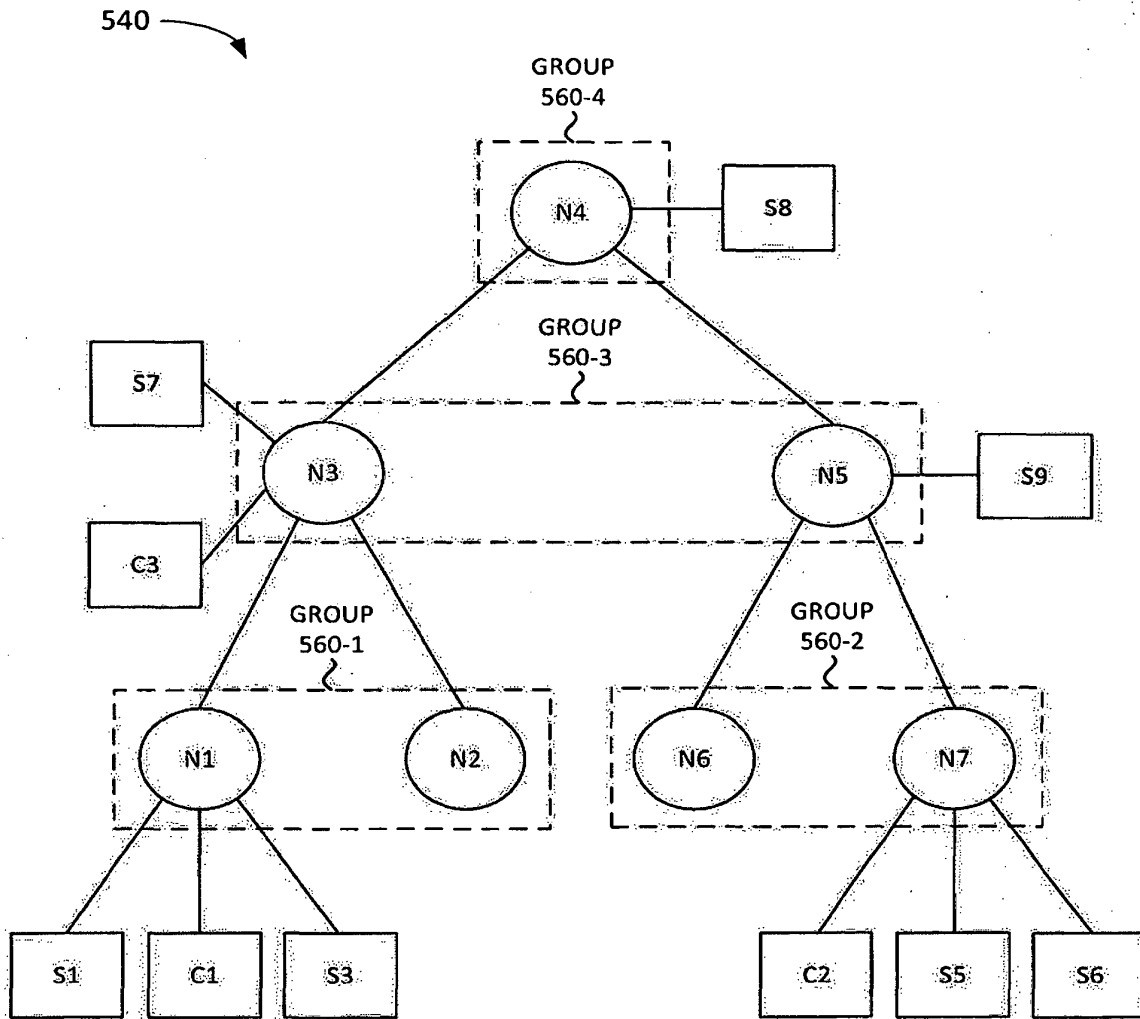 540
GROUP
560-4
N4
S8
GROUP
560-3
S7
N3
N5
S9
C3
GROUP
560-1
GROUP
560-2
N1
N2
N6
N7
S1
C1
S3
C2
S5
S6